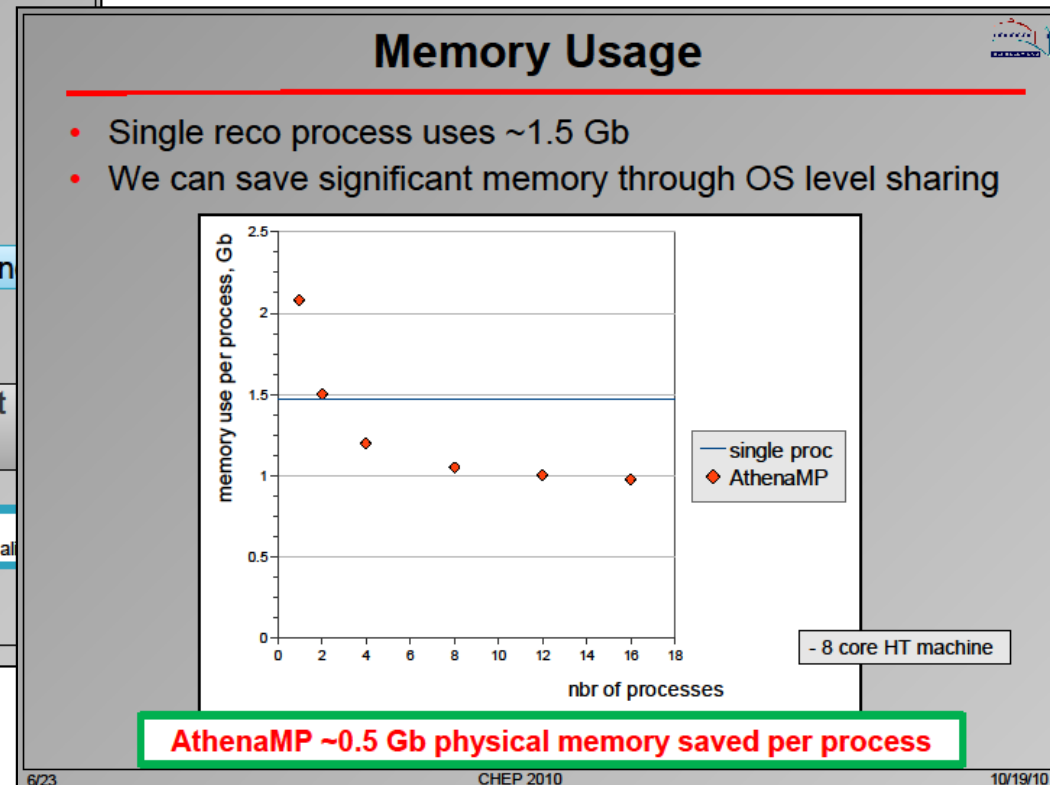 Memory Usage
• Single reco process uses ~1.5 Gb
• We can save significant memory through OS level sharing
memory use per process, Gb
2.5
2
1.5
1
0.5
0
0 2 4 6 8 10 12 14 16 18
nbr of processes
single proc
AthenaMP
- 8 core HT machine
AthenaMP ~0.5 Gb physical memory saved per process
6/23 CHEP 2010 10/19/10